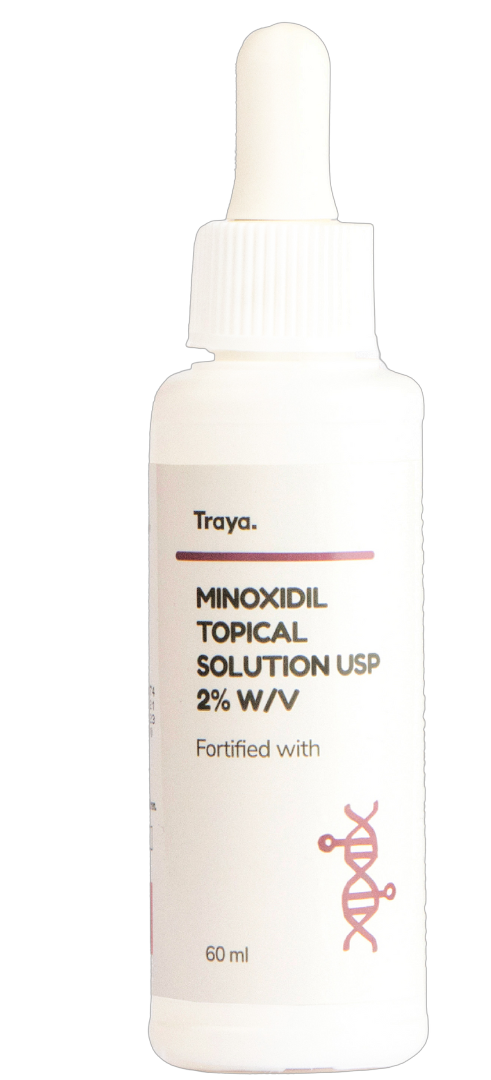 Traya.
MINOXIDIL
TOPICAL
SOLUTION USP
2% W/V
Fortified with
60 ml